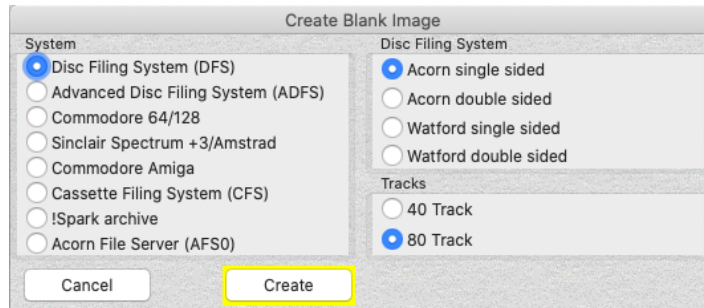 Create Blank Image
System
Disc Filing System (DFS)
Advanced Disc Filing System (ADFS)
Commodore 64/128
Sinclair Spectrum +3/Amstrad
Commodore Amiga
Cassette Filing System (CFS)
!Spark archive
Acorn File Server (AFS0)
Disc Filing System
Acorn single sided
Acorn double sided
Watford single sided
Watford double sided
Tracks
40 Track
80 Track
Cancel
Create